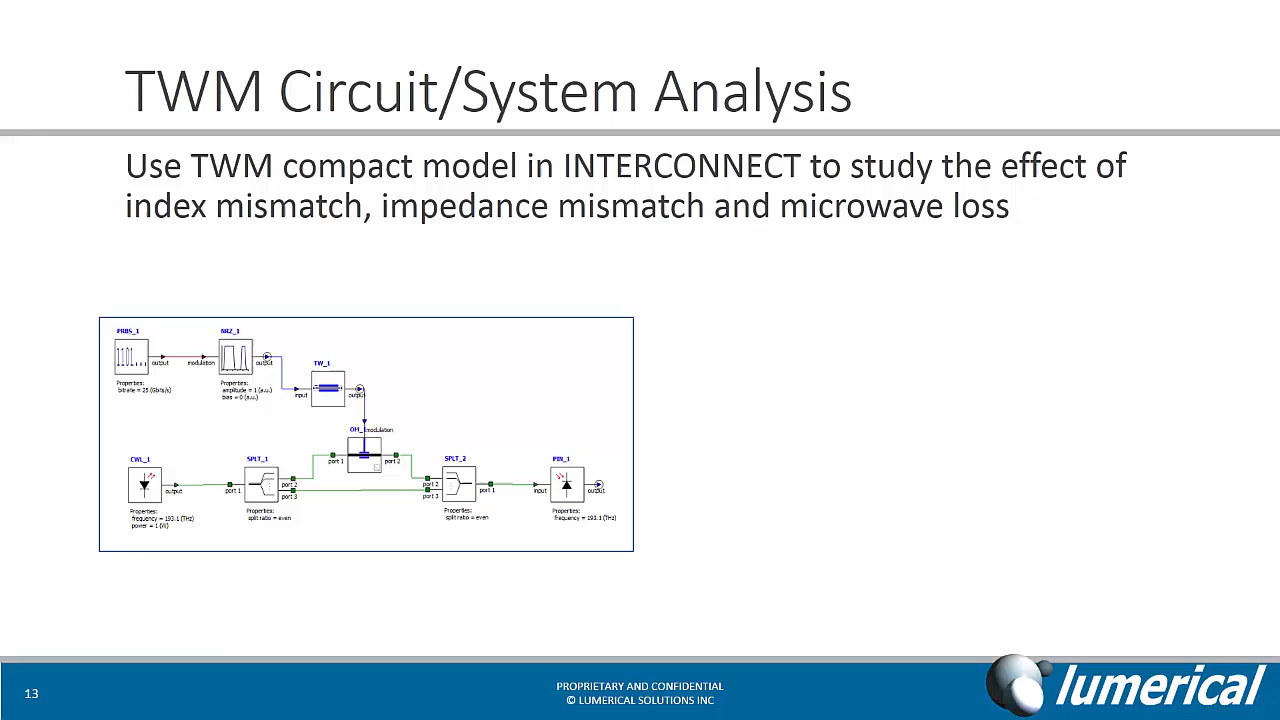 TWM Circuit/System Analysis
Use TWM compact model in INTERCONNECT to study the effect of
index mismatch, impedance mismatch and microwave loss
PRBS_1
output
Properties:
bitrate = 25 (Gbits/s)
NRZ_1
modulation
output
Properties:
amplitude = 1 (a.u.)
bias = 0 (a.u.)
TW_1
input
output
OM_
modulation
port 1
port 2
CWL_1
output
Properties:
frequency = 193.1 (THz)
power = 1 (W)
SPLT_1
port 1
port 2
port 3
Properties:
split ratio = even
SPLT_2
port 2
port 3
port 1
Properties:
split ratio = even
PIN_1
input
output
Properties:
frequency = 193.1 (THz)
13
PROPRIETARY AND CONFIDENTIAL
© LUMERICAL SOLUTIONS INC
lumerical